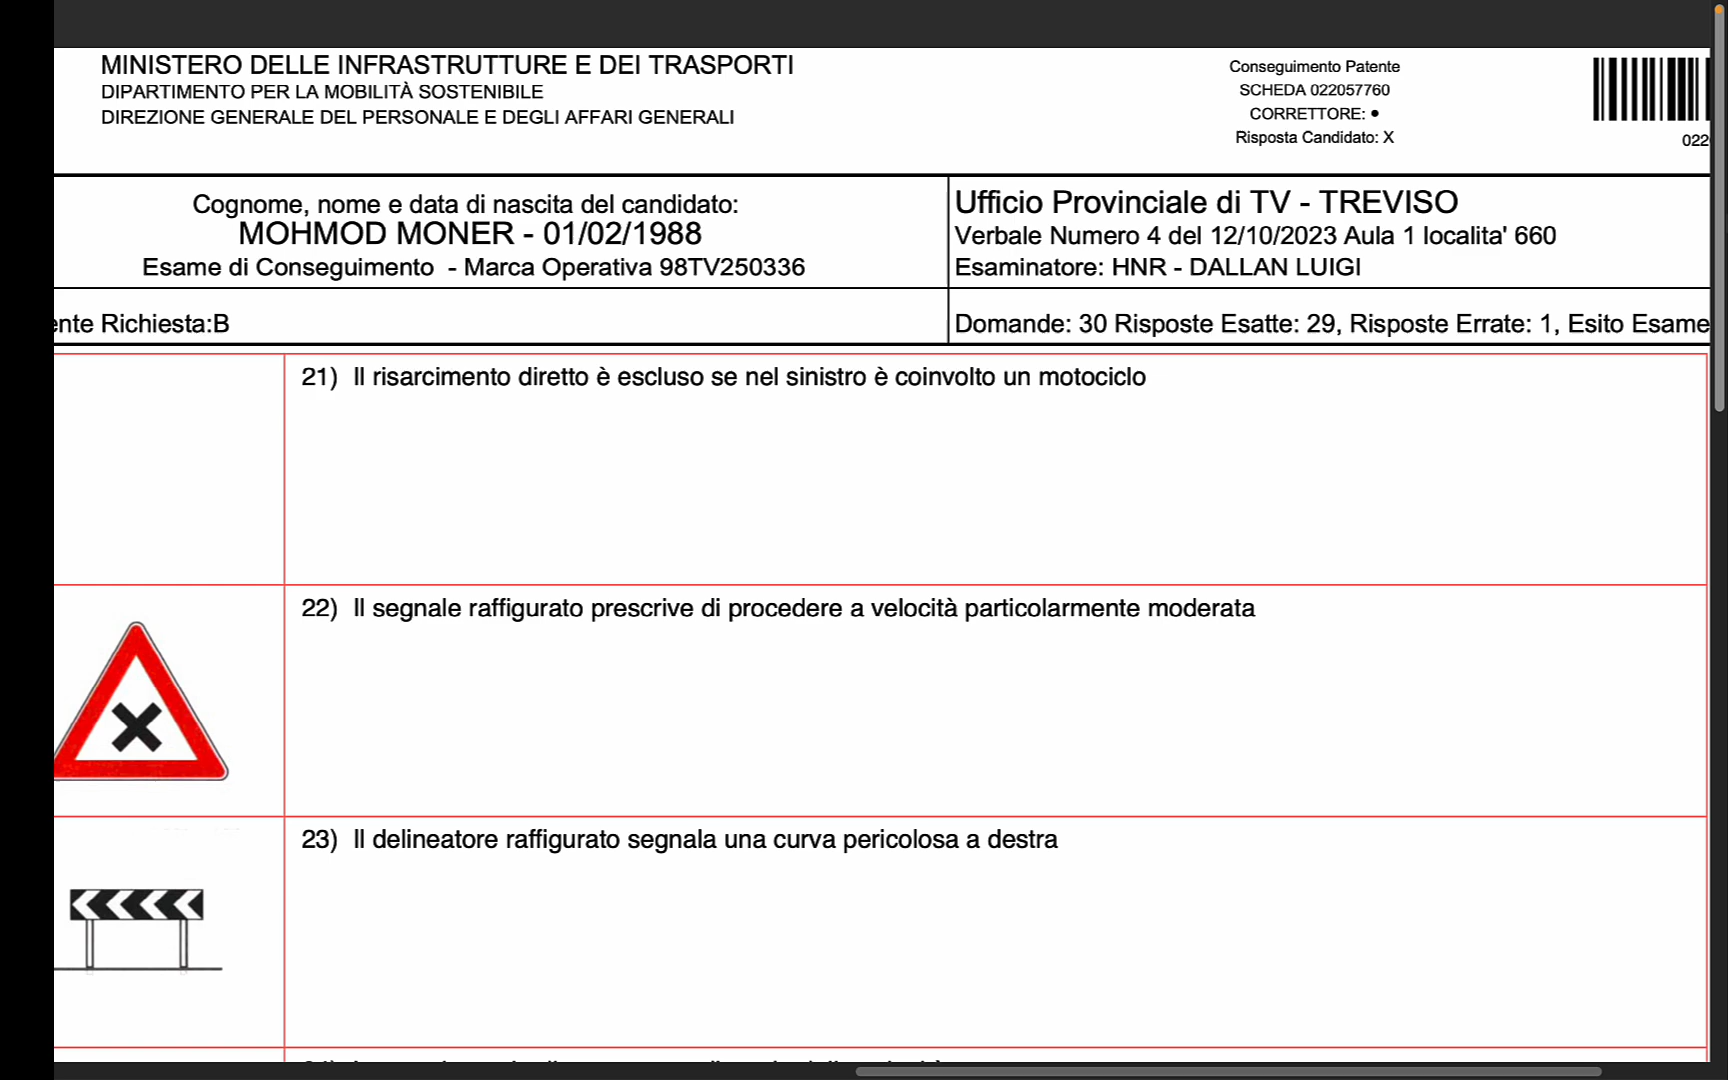 MINISTERO DELLE INFRASTRUTTURE E DEI TRASPORTI
DIPARTIMENTO PER LA MOBILITÀ SOSTENIBILE
DIREZIONE GENERALE DEL PERSONALE E DEGLI AFFARI GENERALI
Conseguimento Patente
SCHEDA 022057760
CORRETTORE: •
Risposta Candidato: X
022
Cognome, nome e data di nascita del candidato:
MOHMOD MONER - 01/02/1988
Esame di Conseguimento - Marca Operativa 98TV250336
Ufficio Provinciale di TV - TREVISO
Verbale Numero 4 del 12/10/2023 Aula 1 localita' 660
Esaminatore: HNR - DALLAN LUIGI
ente Richiesta:B
Domande: 30 Risposte Esatte: 29, Risposte Errate: 1, Esito Esame
21) Il risarcimento diretto è escluso se nel sinistro è coinvolto un motociclo
22) Il segnale raffigurato prescrive di procedere a velocità particolarmente moderata
23) Il delineatore raffigurato segnala una curva pericolosa a destra